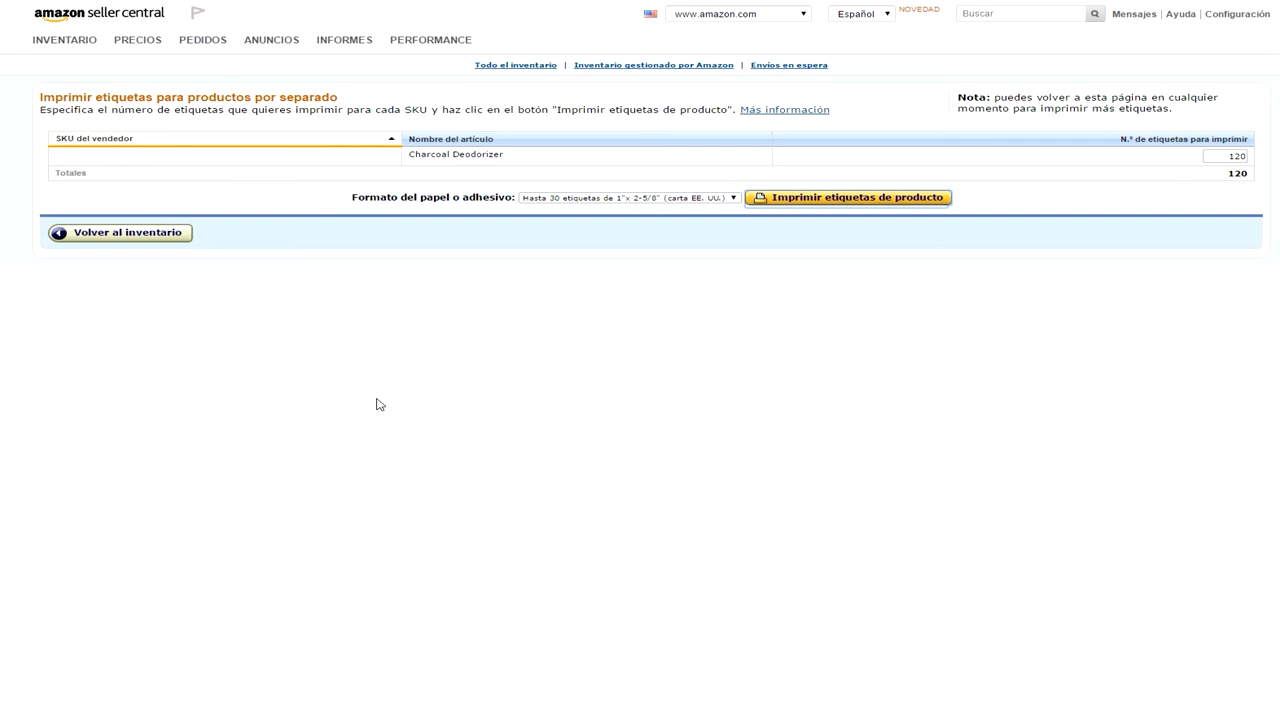 amazon seller central
www.amazon.com
Español
NOVEDAD
Buscar
Mensajes | Ayuda | Configuración
INVENTARIO PRECIOS PEDIDOS ANUNCIOS INFORMES PERFORMANCE
Todo el inventario | Inventario gestionado por Amazon | Envíos en espera
Imprimir etiquetas para productos por separado
Especifica el número de etiquetas que quieres imprimir para cada SKU y haz clic en el botón "Imprimir etiquetas de producto". Más información
Nota: puedes volver a esta página en cualquier
momento para imprimir más etiquetas.
SKU del vendedor Nombre del artículo N.º de etiquetas para imprimir
Charcoal Deodorizer 120
Totales 120
Formato del papel o adhesivo: Hasta 30 etiquetas de 1"x 2-5/8" (carta EE. UU.) Imprimir etiquetas de producto
Volver al inventario